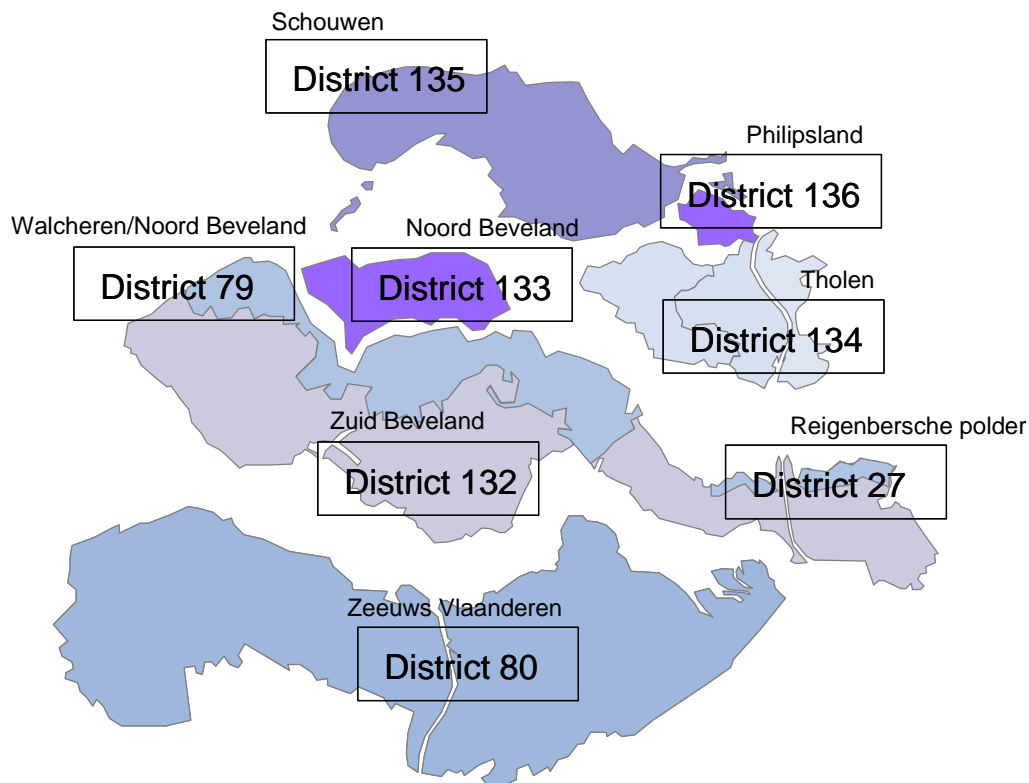 Schouwen
District 135
Philipsland
District 136
Walcheren/Noord Beveland
District 79
Noord Beveland
District 133
Tholen
District 134
Zuid Beveland
District 132
Reigenbersche polder
District 27
Zeeuws Vlaanderen
District 80